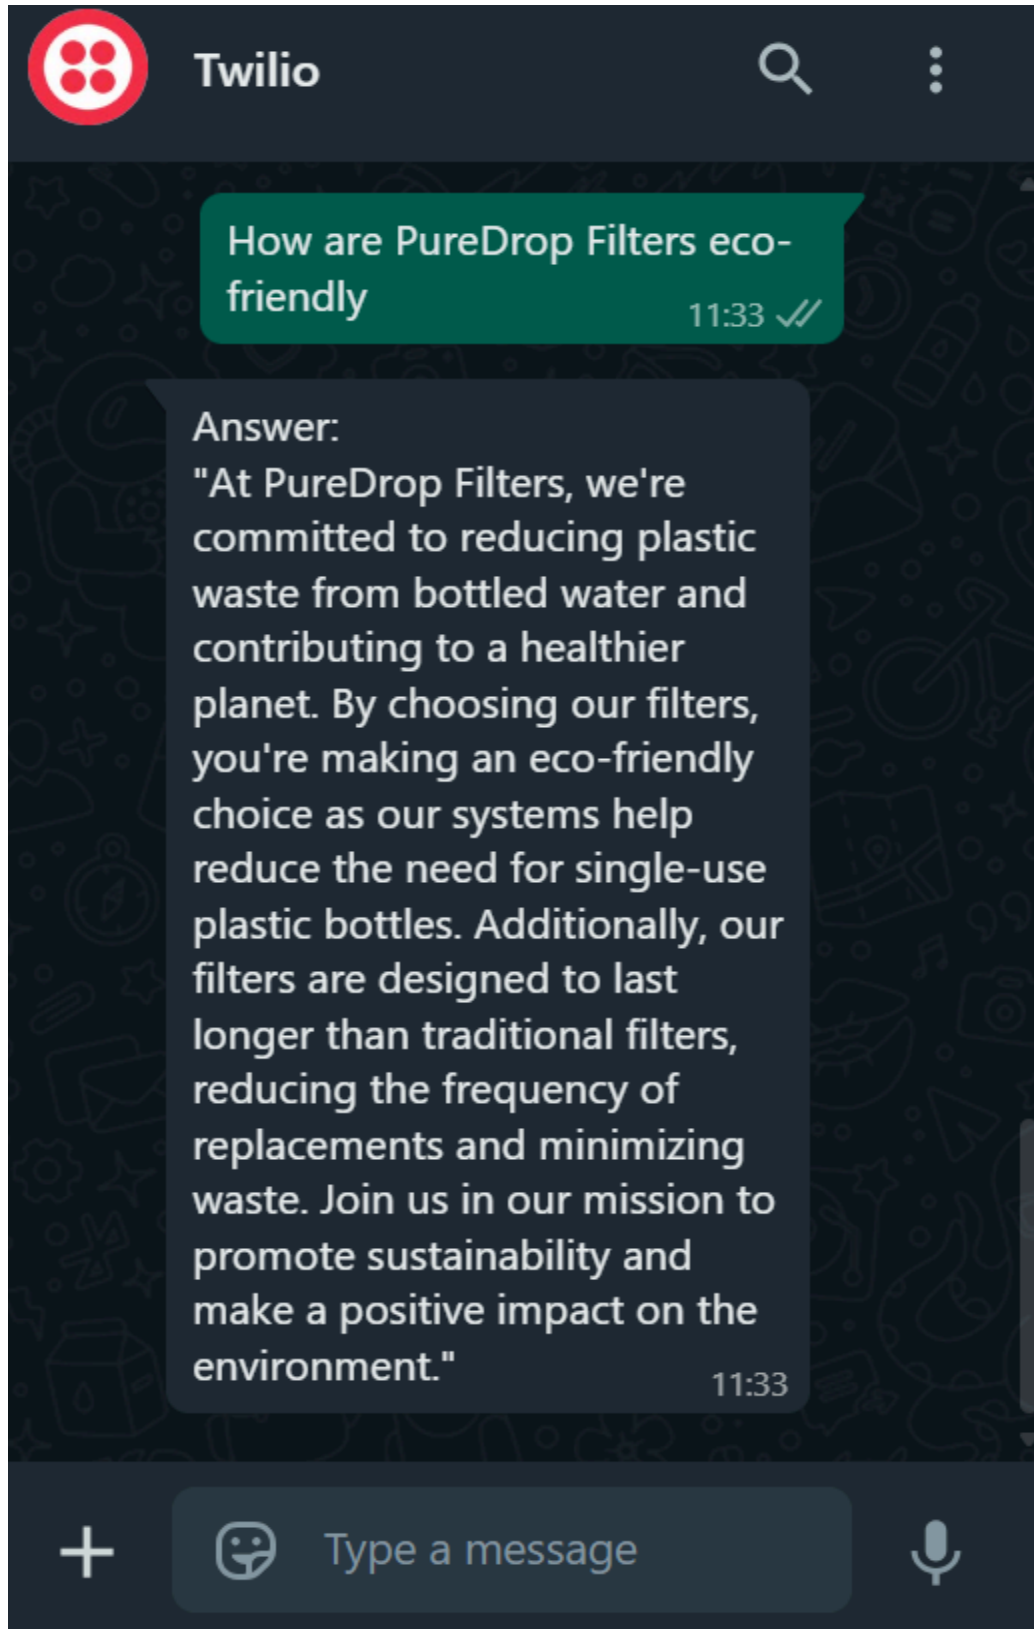 Twilio
How are PureDrop Filters eco-
friendly
11:33
Answer:
"At PureDrop Filters, we're
committed to reducing plastic
waste from bottled water and
contributing to a healthier
planet. By choosing our filters,
you're making an eco-friendly
choice as our systems help
reduce the need for single-use
plastic bottles. Additionally, our
filters are designed to last
longer than traditional filters,
reducing the frequency of
replacements and minimizing
waste. Join us in our mission to
promote sustainability and
make a positive impact on the
environment."
11:33
Type a message